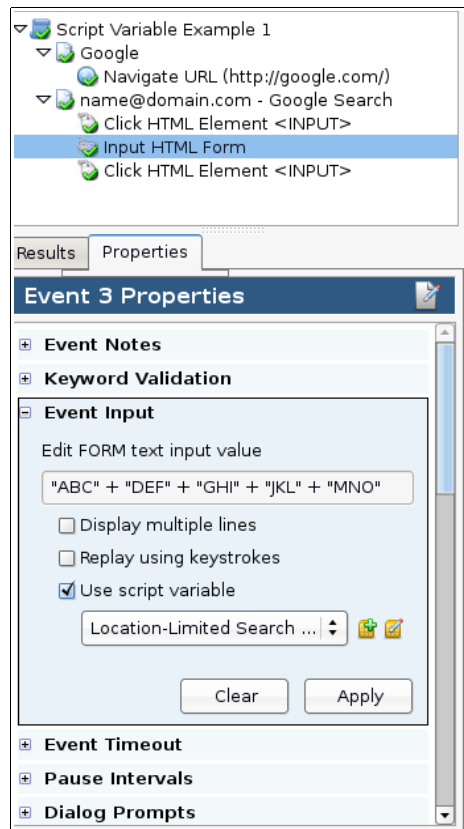 Script Variable Example 1
Google
Navigate URL (http://google.com/)
name@domain.com - Google Search
Click HTML Element <INPUT>
Input HTML Form
Click HTML Element <INPUT>
Results Properties
Event 3 Properties
Event Notes
Keyword Validation
Event Input
Edit FORM text input value
"ABC" + "DEF" + "GHI" + "JKL" + "MNO"
Display multiple lines
Replay using keystrokes
Use script variable
Location-Limited Search ...
Clear Apply
Event Timeout
Pause Intervals
Dialog Prompts